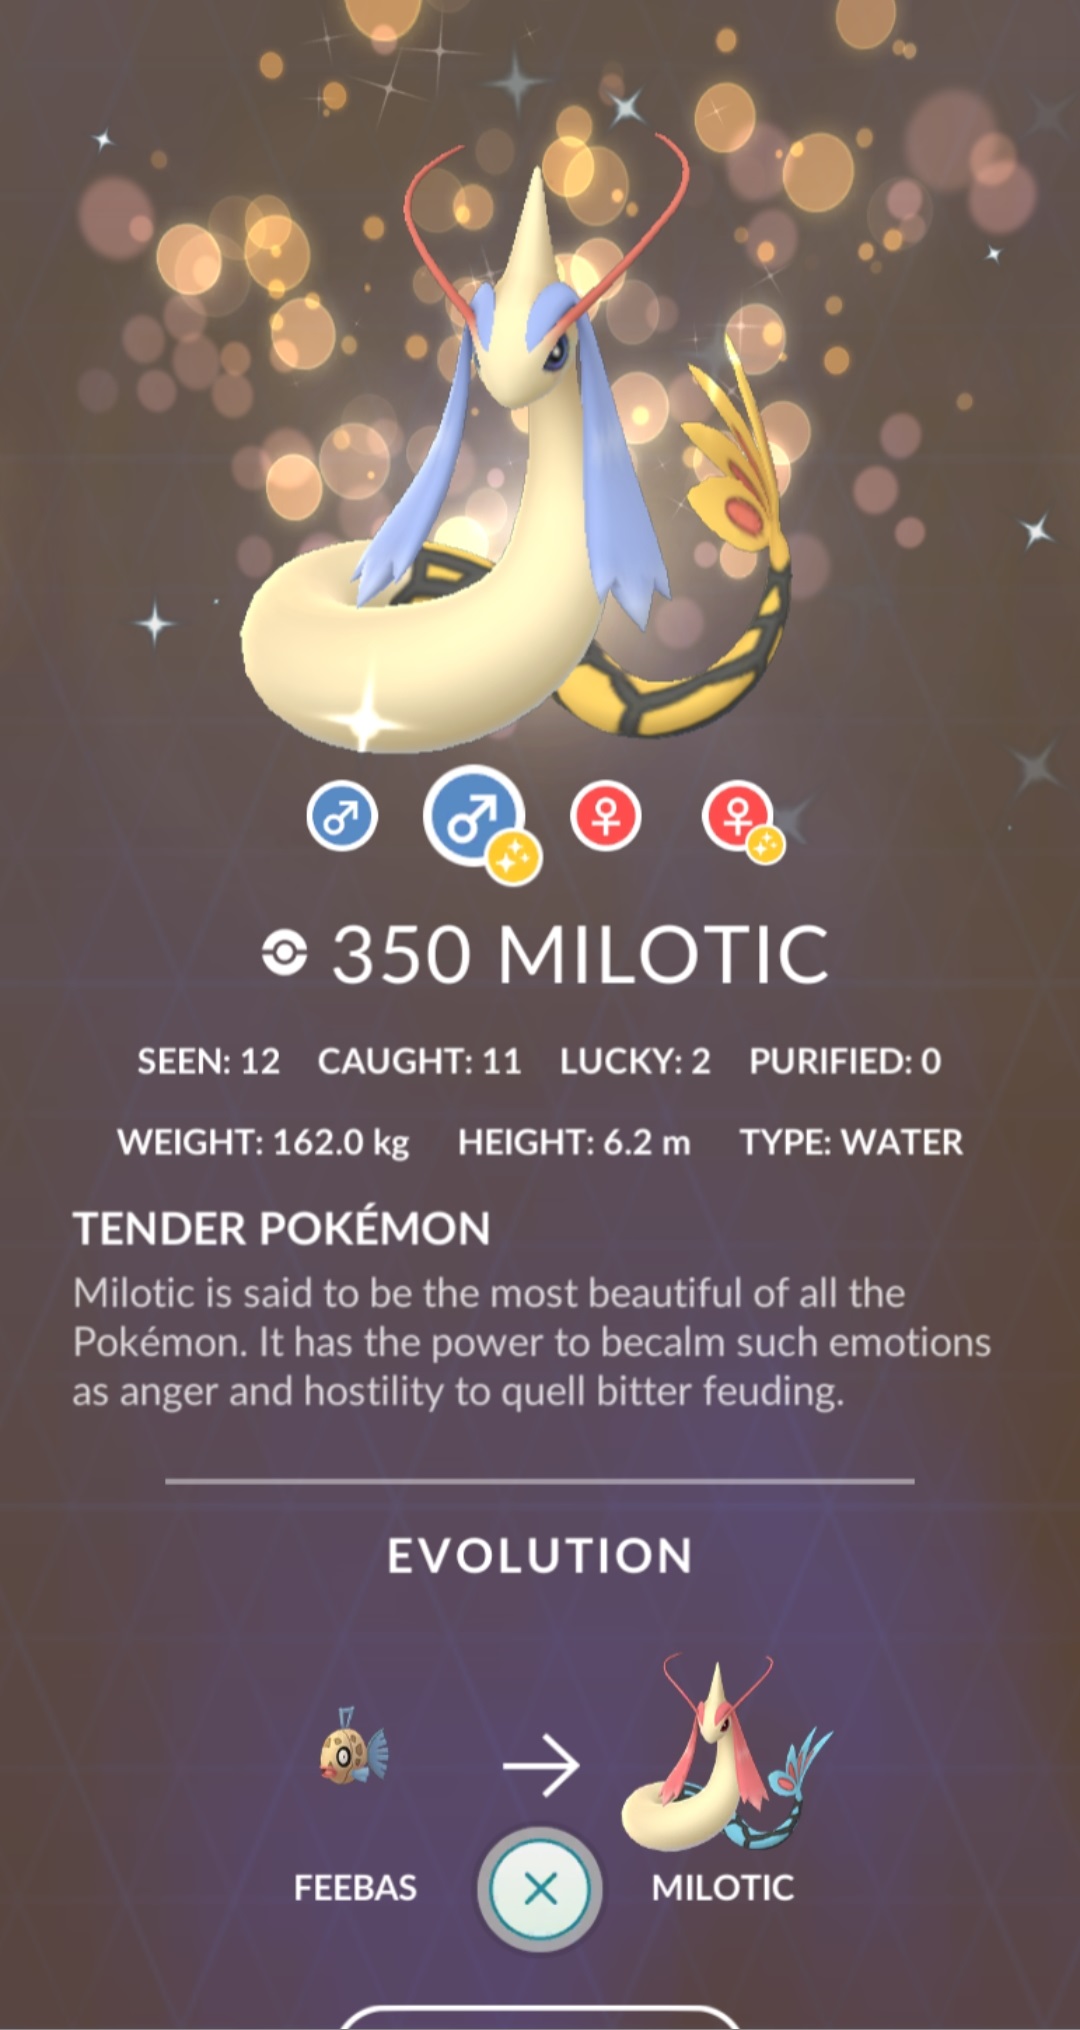 350 MILOTIC
SEEN: 12 CAUGHT: 11 LUCKY: 2 PURIFIED: 0
WEIGHT: 162.0 kg HEIGHT: 6.2 m TYPE: WATER
TENDER POKÉMON
Milotic is said to be the most beautiful of all the
Pokémon. It has the power to becalm such emotions
as anger and hostility to quell bitter feuding.
EVOLUTION
FEEBAS MILOTIC